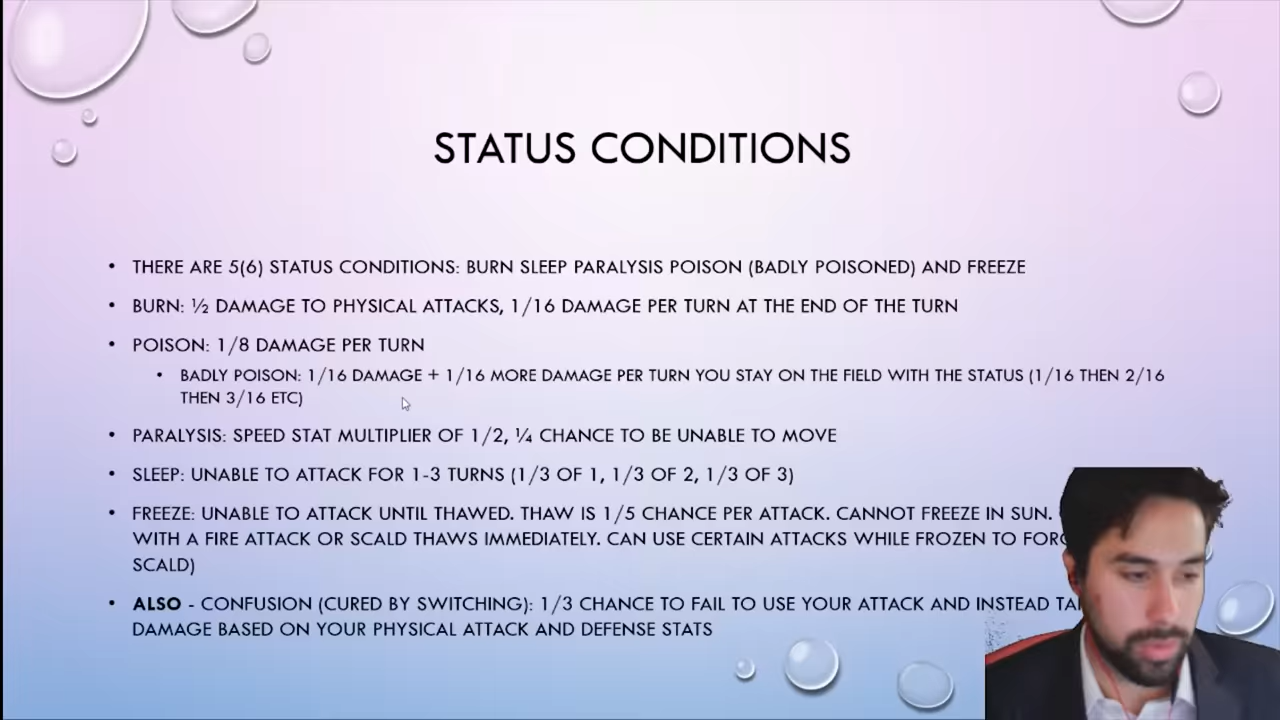 STATUS CONDITIONS
• THERE ARE 5(6) STATUS CONDITIONS: BURN SLEEP PARALYSIS POISON (BADLY POISONED) AND FREEZE
• BURN: ½ DAMAGE TO PHYSICAL ATTACKS, 1/16 DAMAGE PER TURN AT THE END OF THE TURN
• POISON: 1/8 DAMAGE PER TURN
• BADLY POISON: 1/16 DAMAGE + 1/16 MORE DAMAGE PER TURN YOU STAY ON THE FIELD WITH THE STATUS (1/16 THEN 2/16
THEN 3/16 ETC)
• PARALYSIS: SPEED STAT MULTIPLIER OF 1/2, ¼ CHANCE TO BE UNABLE TO MOVE
• SLEEP: UNABLE TO ATTACK FOR 1-3 TURNS (1/3 OF 1, 1/3 OF 2, 1/3 OF 3)
• FREEZE: UNABLE TO ATTACK UNTIL THAWED. THAW IS 1/5 CHANCE PER ATTACK. CANNOT FREEZE IN SUN.
WITH A FIRE ATTACK OR SCALD THAWS IMMEDIATELY. CAN USE CERTAIN ATTACKS WHILE FROZEN TO
SCALD)
• ALSO - CONFUSION (CURED BY SWITCHING): 1/3 CHANCE TO FAIL TO USE YOUR ATTACK AND INSTEAD
DAMAGE BASED ON YOUR PHYSICAL ATTACK AND DEFENSE STATS